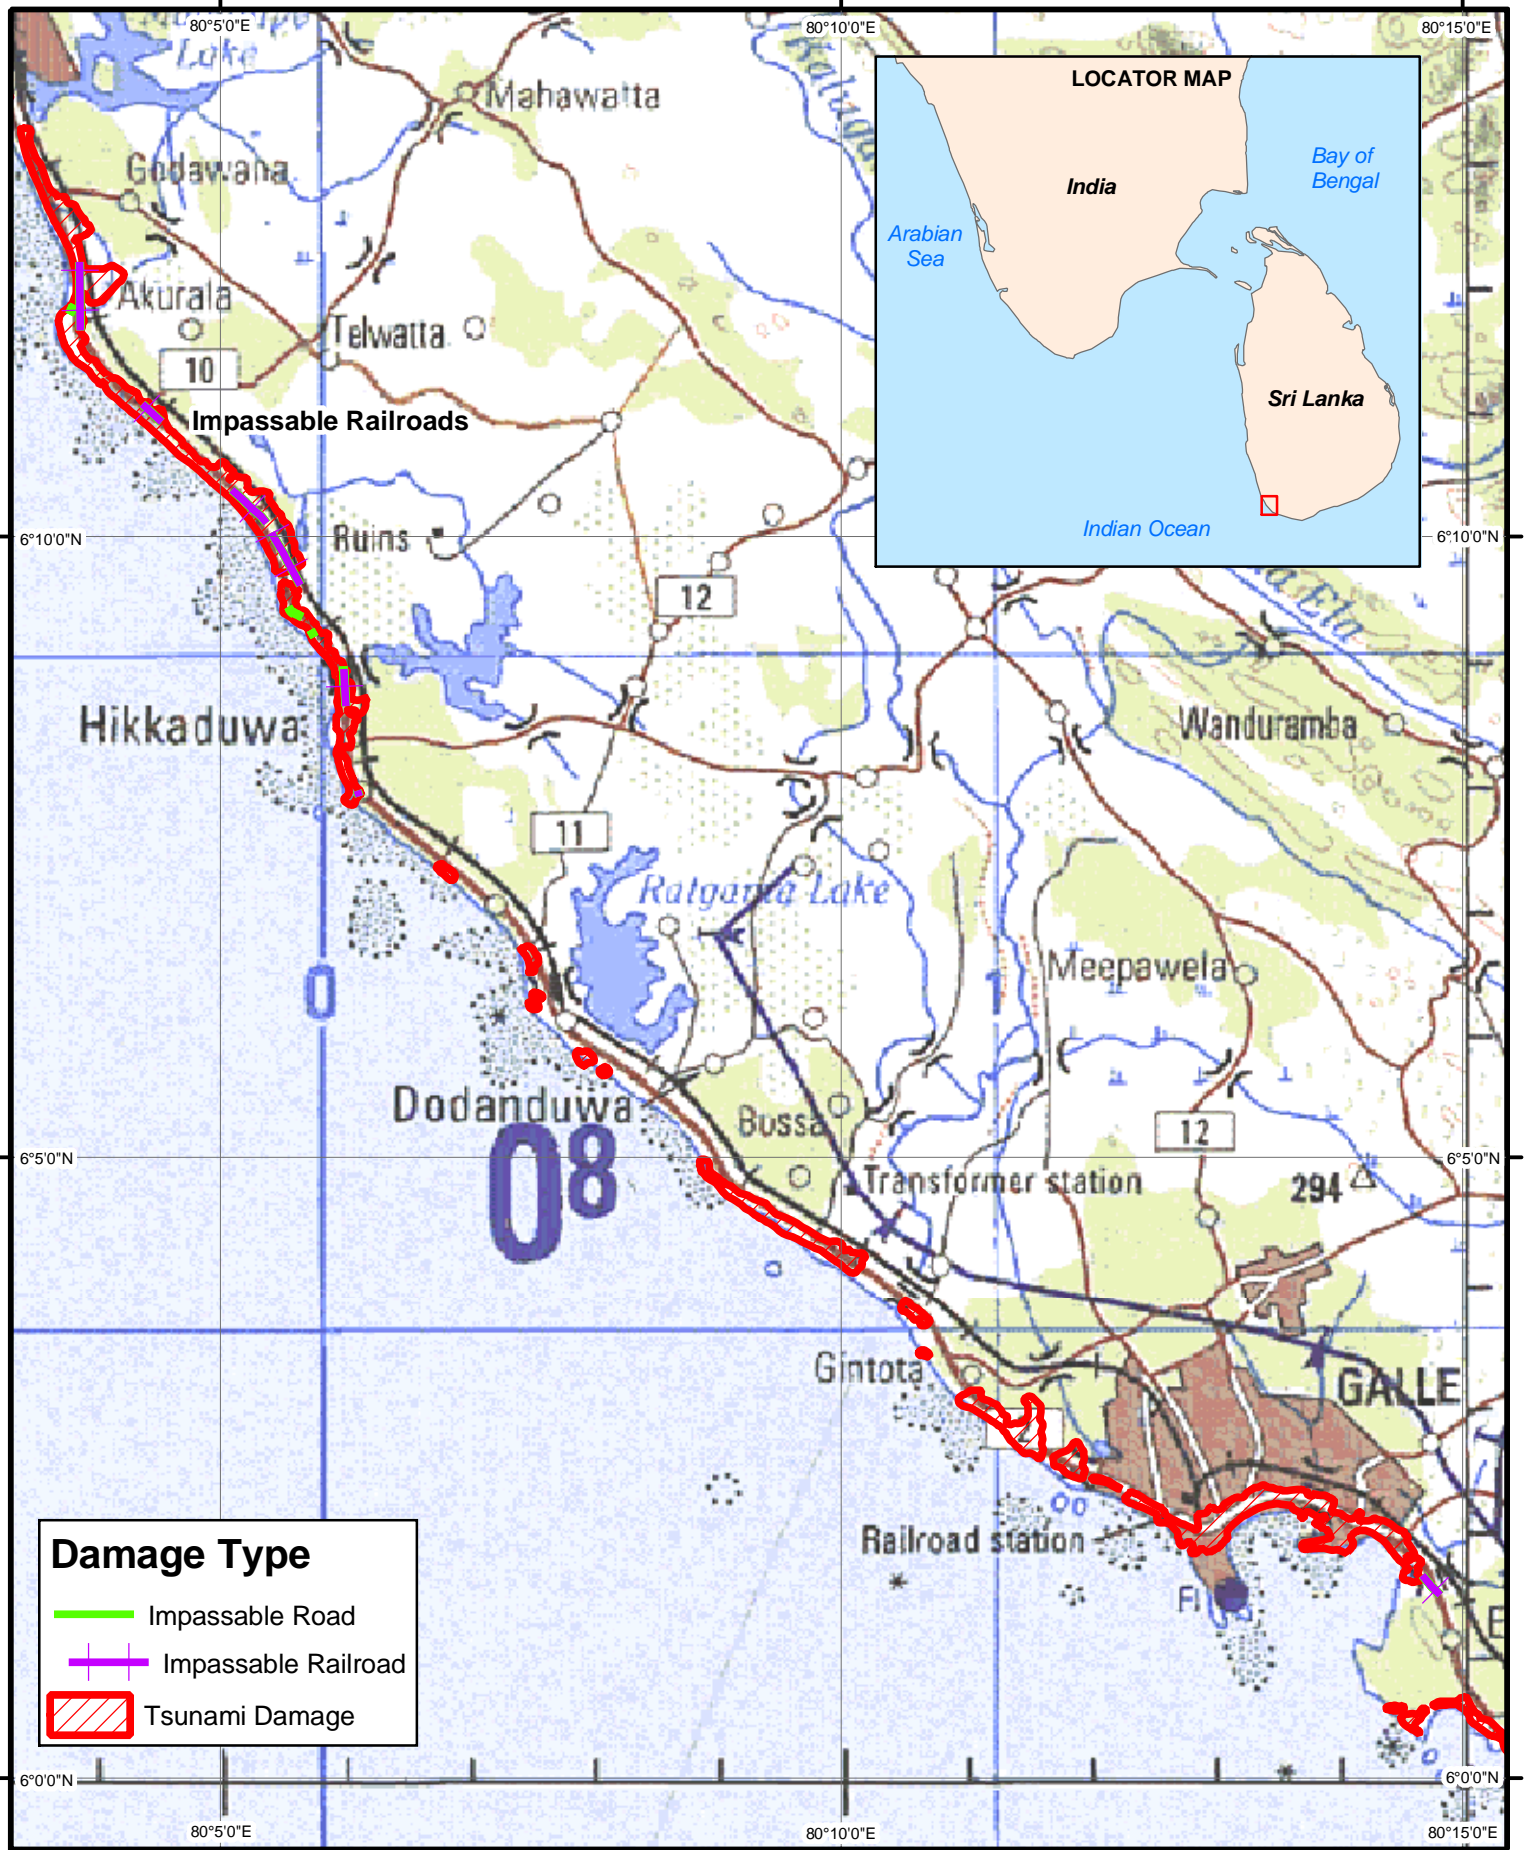 80°5'0"E
80°10'0"E
80°15'0"E
Lake
Mahawatta
LOCATOR MAP
Bay of
Bengal
India
Godawana
Arabian
Sea
Akurala
Telwatta
10
Sri Lanka
Impassable Railroads
Indian Ocean
6°10'0"N
Ruins
6°10'0"N
12
Hikkaduwa
Wanduramba
11
Ratgama Lake
Meepawela
0
Dodanduwa
Bussa
12
08
6°5'0"N
6°5'0"N
Transformer station
294
Gintota
GALLE
2
Railroad station
Fl
E
Damage Type
Impassable Road
Impassable Railroad
Tsunami Damage
6°0'0"N
6°0'0"N
80°5'0"E
80°10'0"E
80°15'0"E